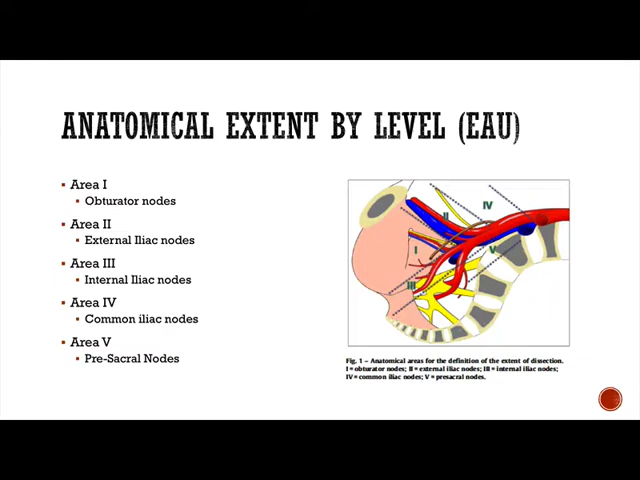 ANATOMICAL EXTENT BY LEVEL (EAU)
Area I
Obturator nodes
Area II
External Iliac nodes
Area III
Internal Iliac nodes
Area IV
Common iliac nodes
Area V
Pre-Sacral Nodes
I
II
III
IV
V
Fig. 1 – Anatomical areas for the definition of the extent of dissection.
I = obturator nodes; II = external iliac nodes; III = internal iliac nodes;
IV = common iliac nodes; V = presacral nodes.